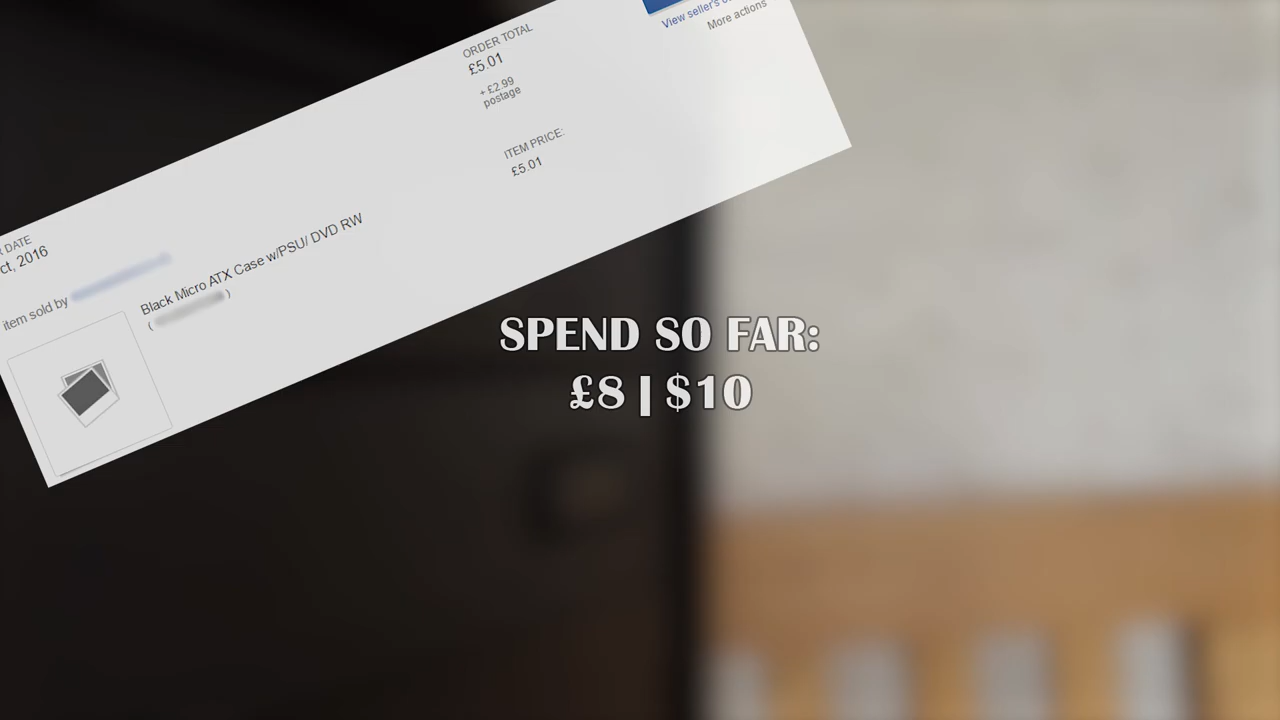 View seller's
More actions
ORDER TOTAL
£5.01
+ £2.99
postage
ITEM PRICE:
£5.01
DATE
2016
item sold by
Black Micro ATX Case w/PSU/ DVD RW
( )
SPEND SO FAR:
£8 | $10